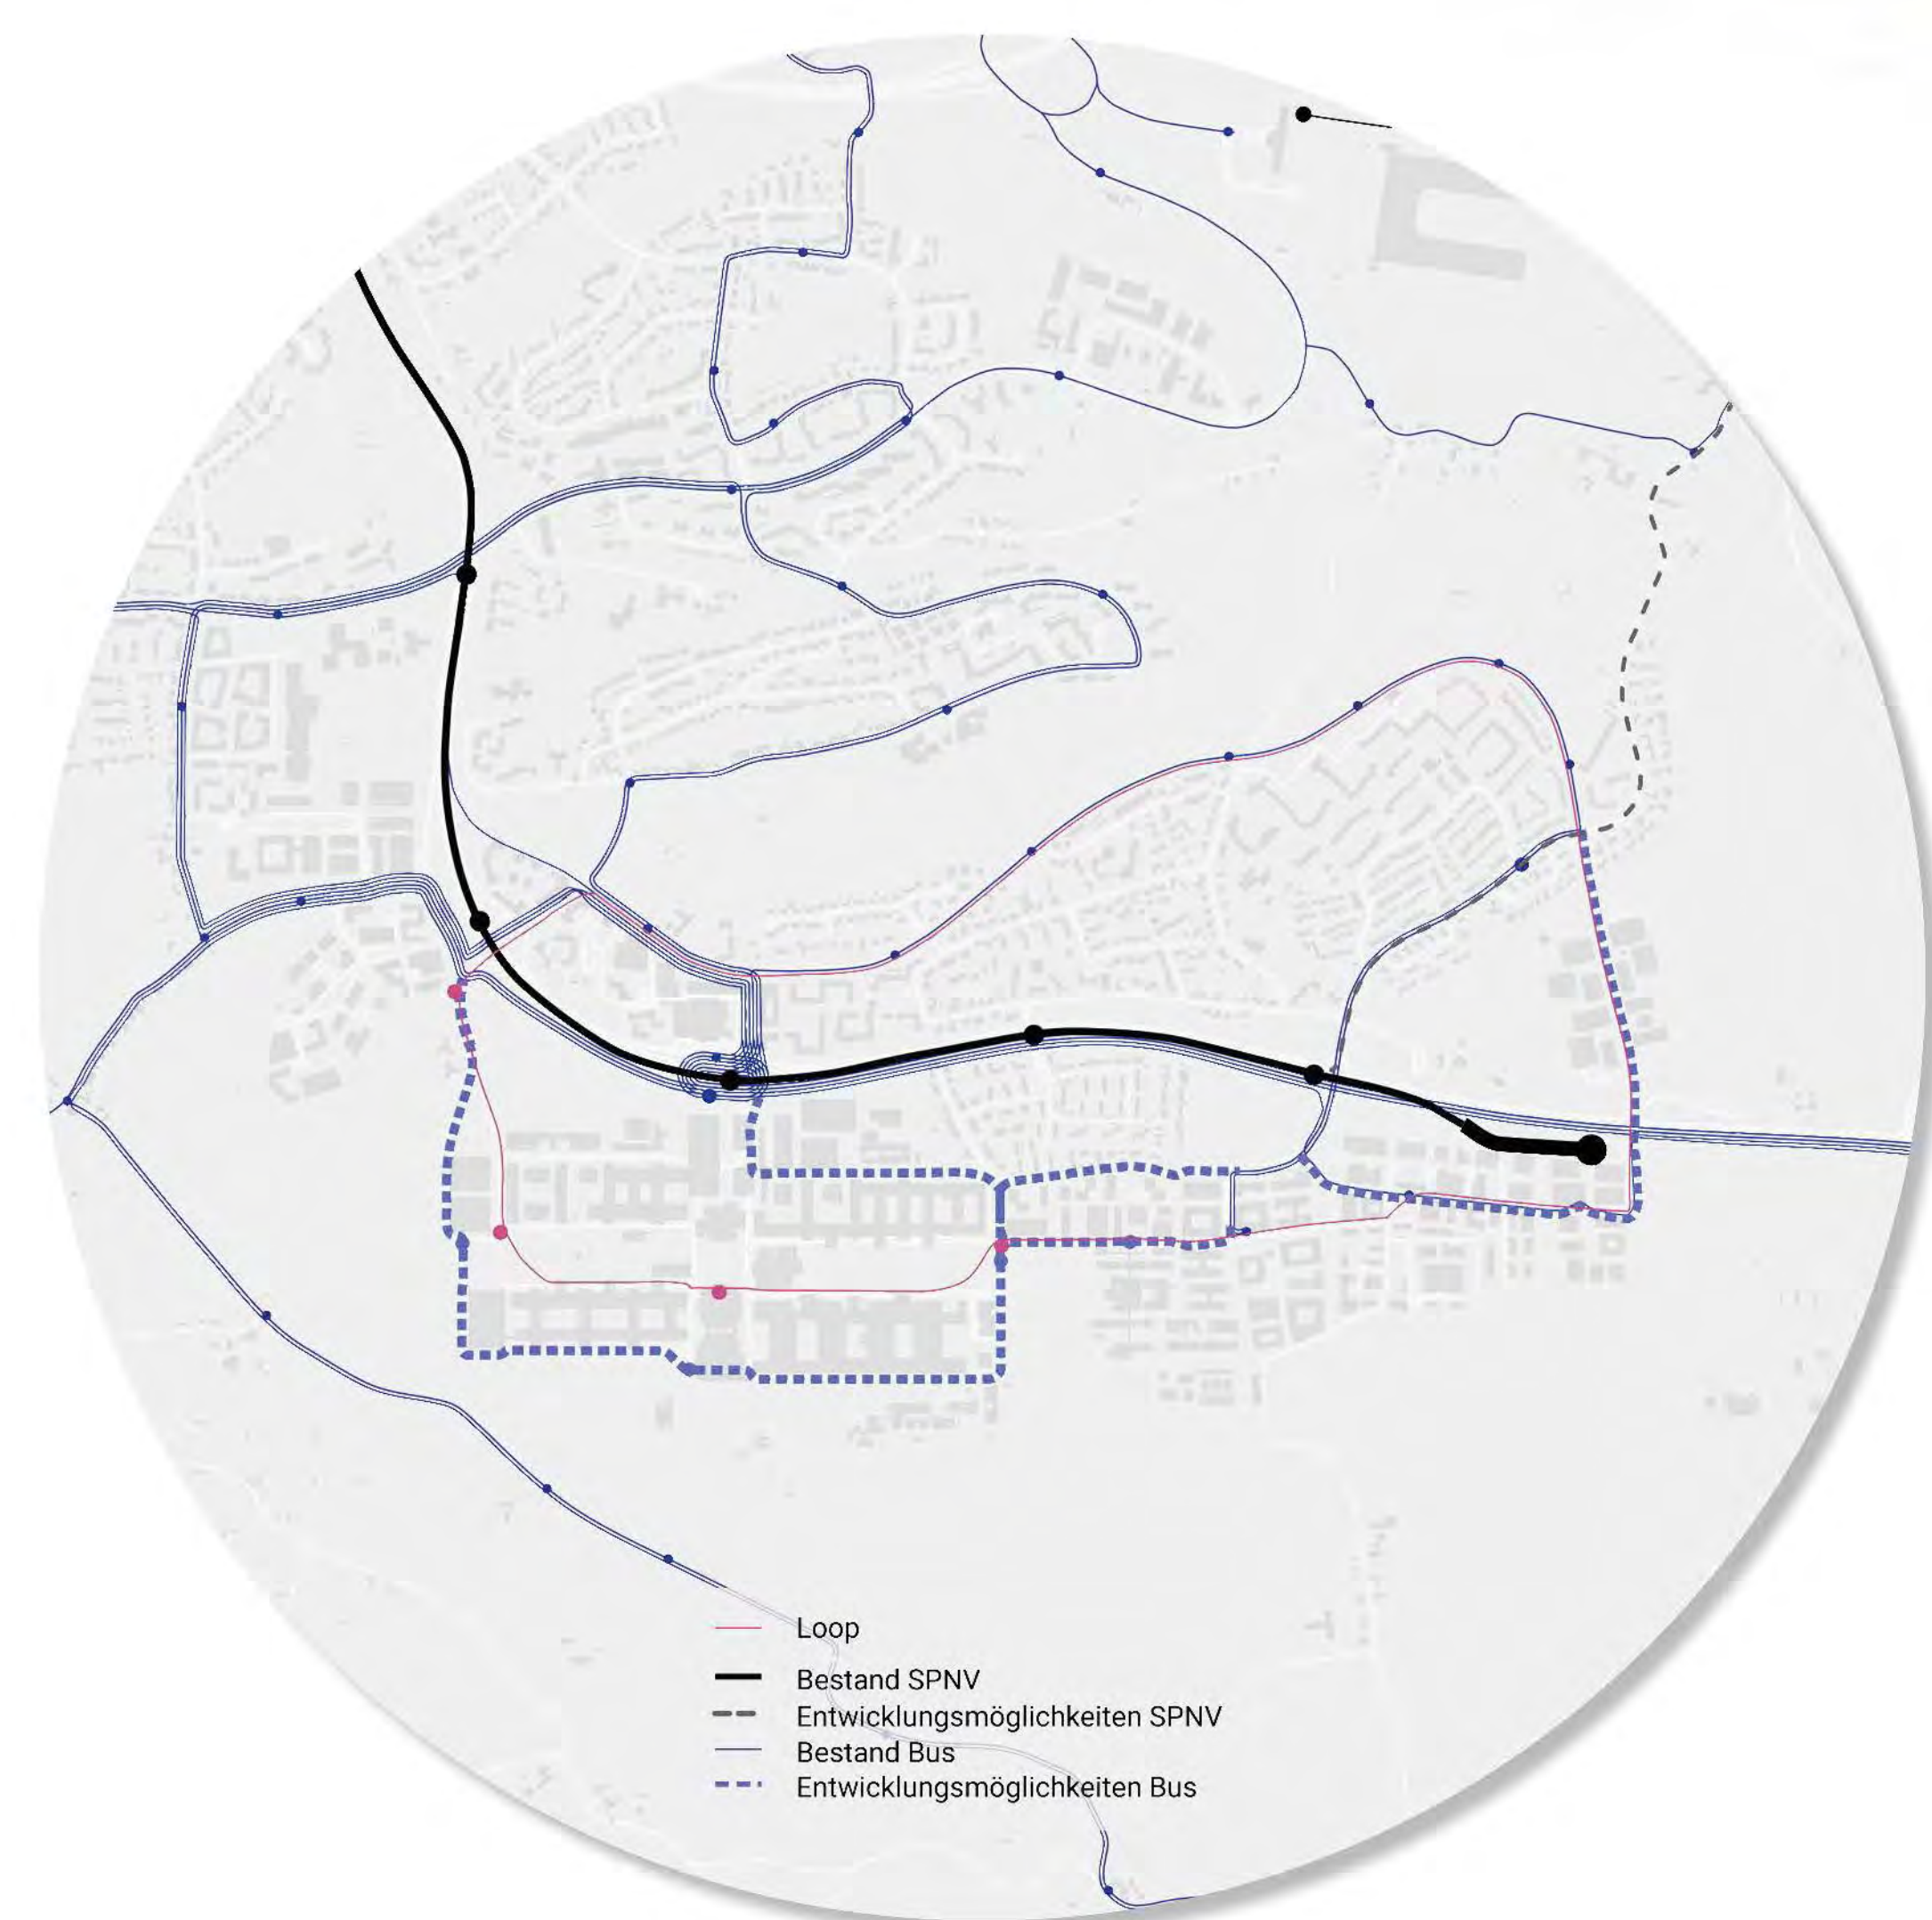 Loop
Bestand SPNV
Entwicklungsmöglichkeiten SPNV
Bestand Bus
Entwicklungsmöglichkeiten Bus